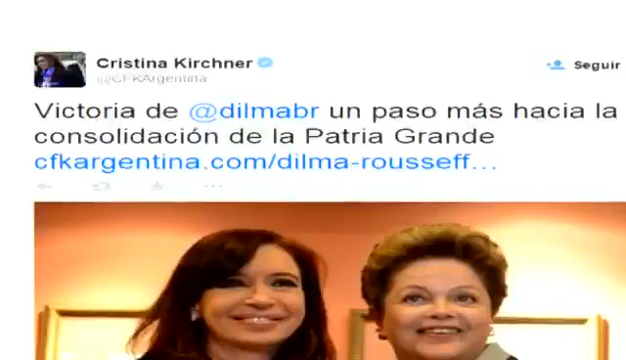 Cristina Kirchner
@CFKArgentina
Seguir
Victoria de @dilmabr un paso más hacia la
consolidación de la Patria Grande
cfkargentina.com/dilma-rousseff...